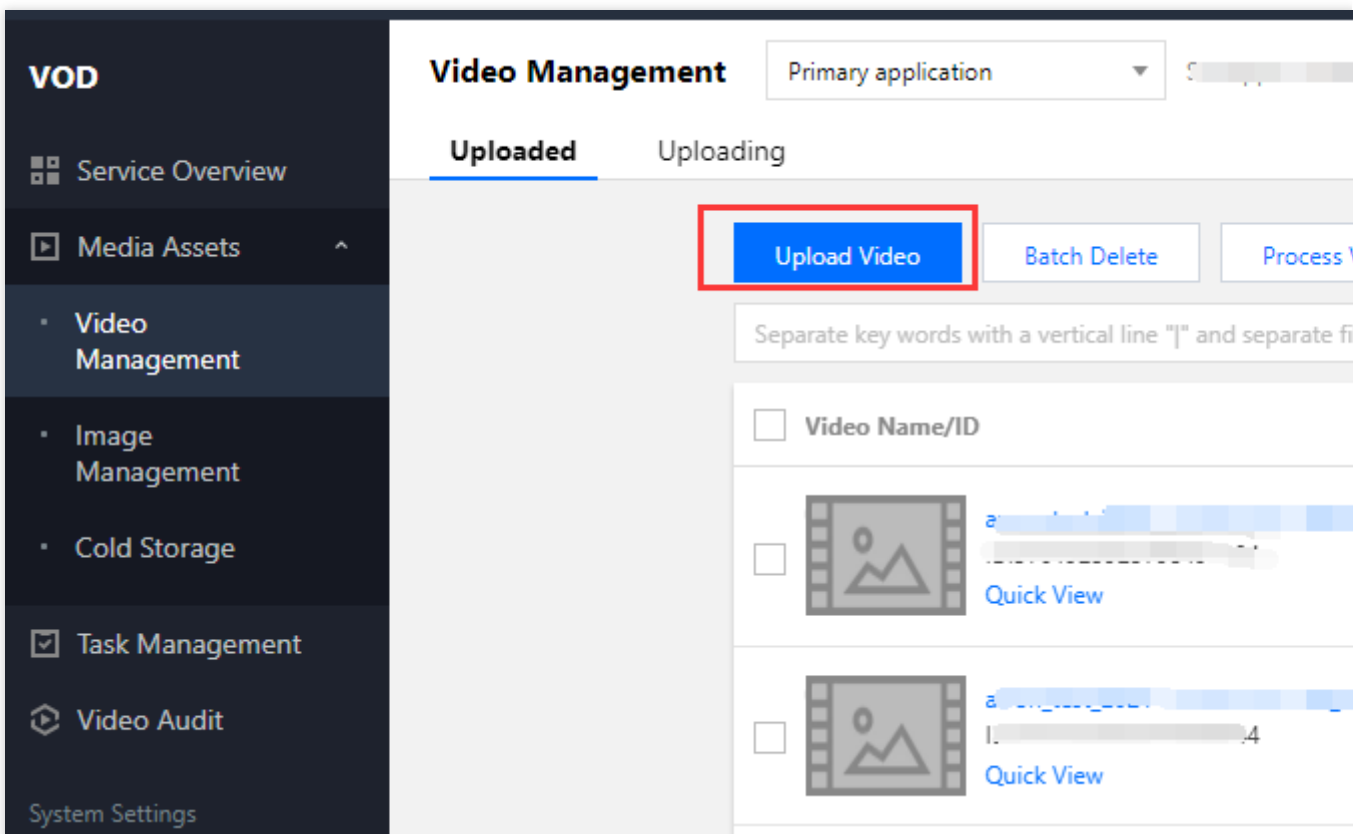 VOD
Service Overview
Media Assets
Video
Management
Image
Management
Cold Storage
Task Management
Video Audit
System Settings
Video Management
Primary application
Uploaded
Uploading
Upload Video
Batch Delete
Process
Separate key words with a vertical line "|" and separate
Video Name/ID
Quick View
Quick View